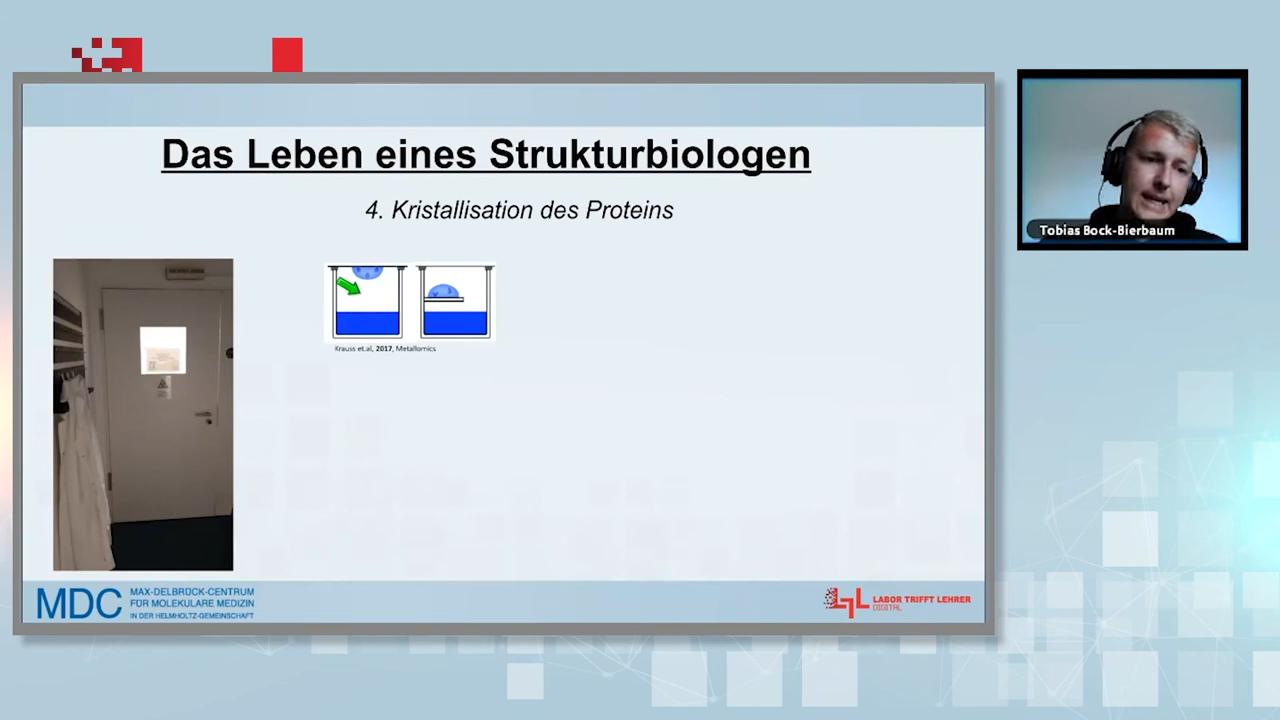 Das Leben eines Strukturbiologen
4. Kristallisation des Proteins
Krauss et.al, 2017, Metallomics
Tobias Bock-Bierbaum
MDC
MAX-DELBRÜCK-CENTRUM
FÜR MOLEKULARE MEDIZIN
IN DER HELMHOLTZ-GEMEINSCHAFT
LTL
LABOR TRIFFT LEHRER
DIGITAL